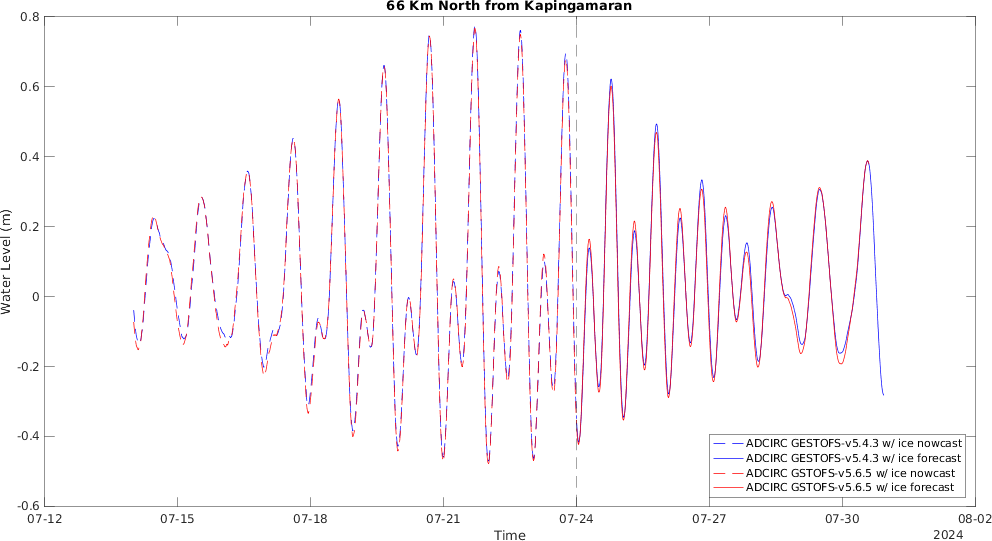 66 Km North from Kapingamaran
Water Level (m)
0.8
0.6
0.4
0.2
0
-0.2
-0.4
-0.6
ADCIRC GESTOFS-v5.4.3 w/ ice nowcast
ADCIRC GESTOFS-v5.4.3 w/ ice forecast
ADCIRC GSTOFS-v5.6.5 w/ ice nowcast
ADCIRC GSTOFS-v5.6.5 w/ ice forecast
07-12 07-15 07-18 07-21 07-24 07-27 07-30 08-02
Time
2024